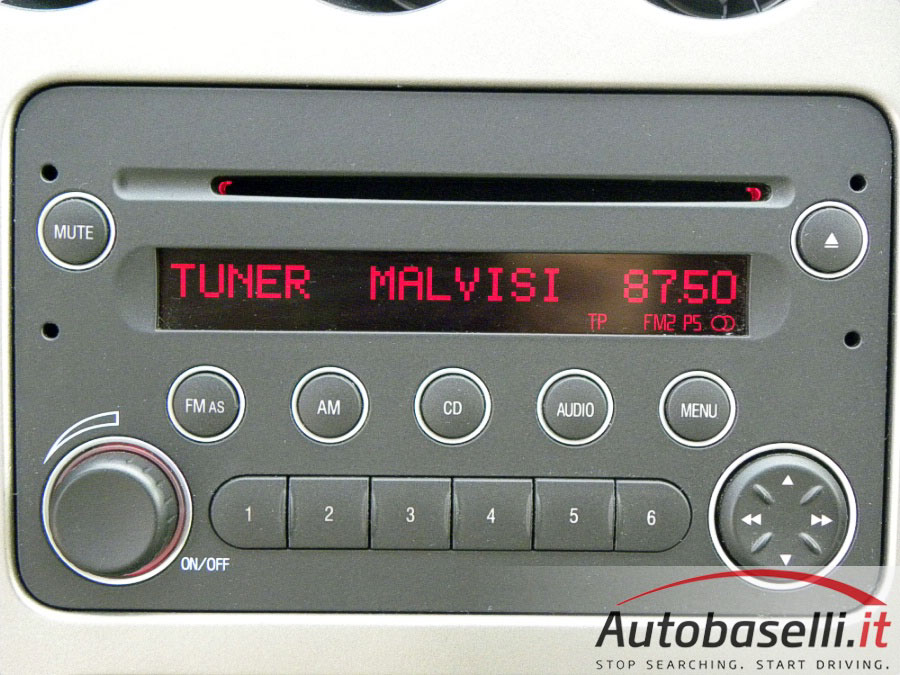 MUTE
TUNER MALVISI 87.50
TP FM2 P5
FM AS AM CD AUDIO MENU
1 2 3 4 5 6
ON/OFF
Autobaselli.it
STOP SEARCHING. START DRIVING.